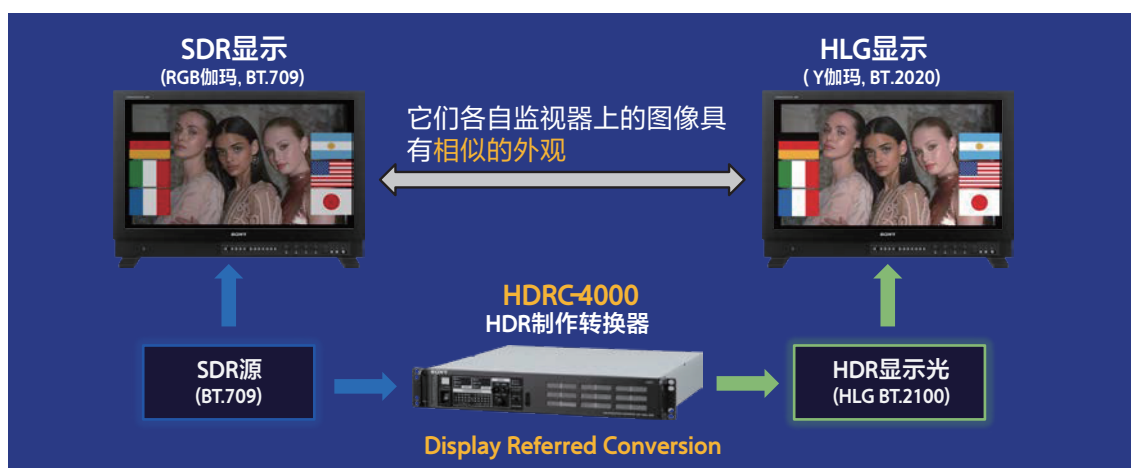 SDR显示
(RGB伽玛, BT.709)
HLG显示
( Y伽玛, BT.2020)
它们各自监视器上的图像具
有相似的外观
SONY
SONY
HDRC-4000
HDR制作转换器
SDR源
(BT.709)
SONY
HDR显示光
(HLG BT.2100)
Display Referred Conversion